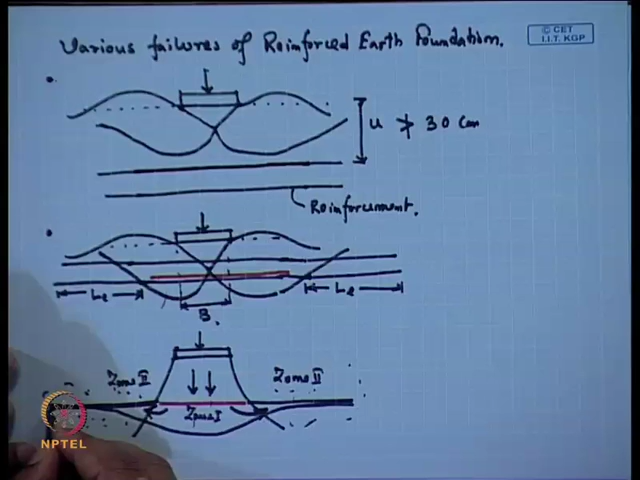 Various failures of Reinforced Earth Foundation.
© CET
I.I.T. KGP
u ≯ 30 cm
Reinforcement.
Le
Le
B.
Zone II
Zone II
Zone I
NPTEL